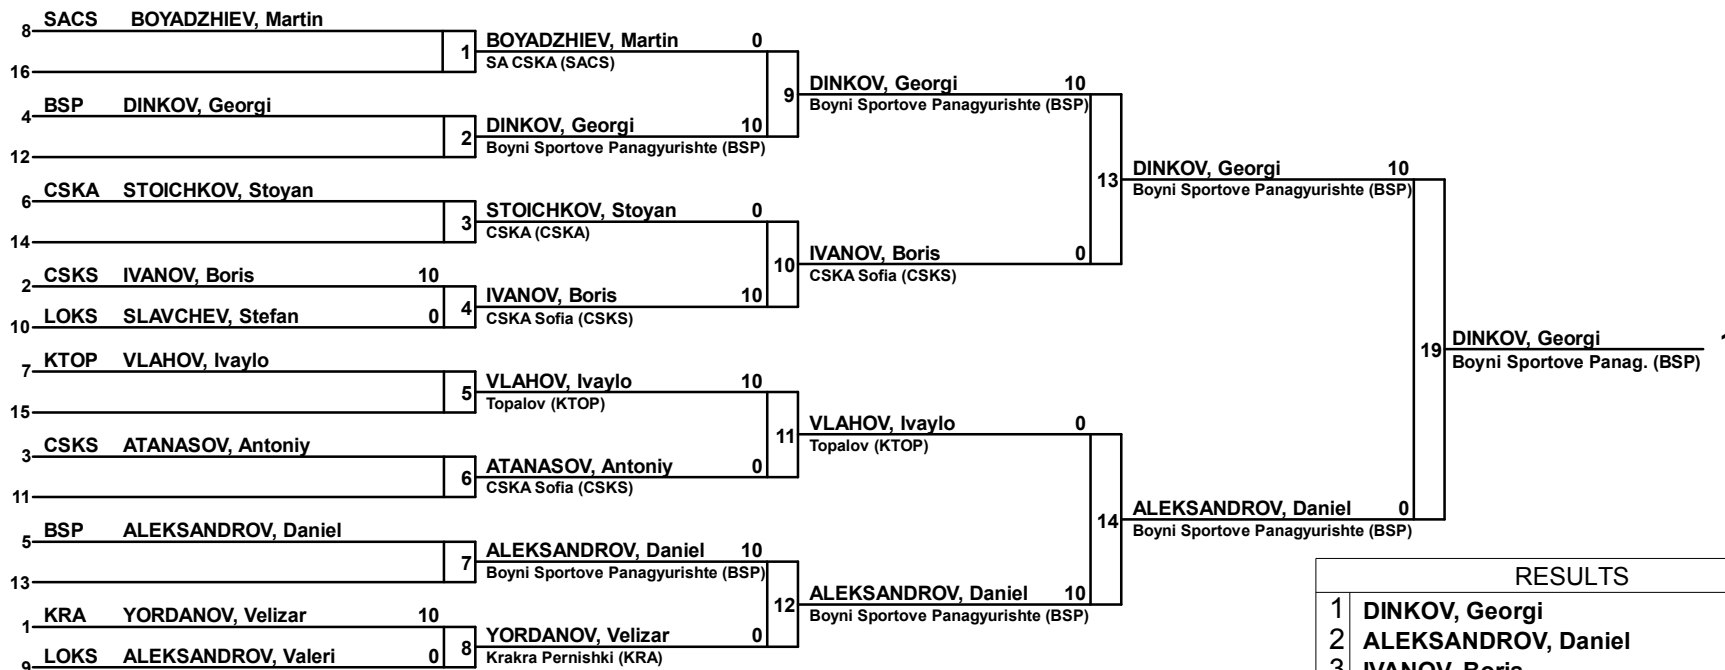 8 SACS BOYADZHIEV, Martin
16
1 BOYADZHIEV, Martin 0
SA CSKA (SACS)
4 BSP DINKOV, Georgi
12
2 DINKOV, Georgi 10
Boyni Sportove Panagyurishte (BSP)
9 DINKOV, Georgi 10
Boyni Sportove Panagyurishte (BSP)
6 CSKA STOICHKOV, Stoyan
14
3 STOICHKOV, Stoyan 0
CSKA (CSKA)
2 CSKS IVANOV, Boris 10
10 LOKS SLAVCHEV, Stefan 0
4 IVANOV, Boris 10
CSKA Sofia (CSKS)
10 IVANOV, Boris 0
CSKA Sofia (CSKS)
13 DINKOV, Georgi 10
Boyni Sportove Panagyurishte (BSP)
7 KTOP VLAHOV, Ivaylo
15
5 VLAHOV, Ivaylo 10
Topalov (KTOP)
3 CSKS ATANASOV, Antoniy
11
6 ATANASOV, Antoniy 0
CSKA Sofia (CSKS)
11 VLAHOV, Ivaylo 0
Topalov (KTOP)
5 BSP ALEKSANDROV, Daniel
13
7 ALEKSANDROV, Daniel 10
Boyni Sportove Panagyurishte (BSP)
1 KRA YORDANOV, Velizar 10
9 LOKS ALEKSANDROV, Valeri 0
8 YORDANOV, Velizar 0
Krakra Pernishki (KRA)
12 ALEKSANDROV, Daniel 10
Boyni Sportove Panagyurishte (BSP)
14 ALEKSANDROV, Daniel 0
Boyni Sportove Panagyurishte (BSP)
19 DINKOV, Georgi
Boyni Sportove Panag. (BSP)
RESULTS
1 DINKOV, Georgi
2 ALEKSANDROV, Daniel
3 IVANOV, Boris